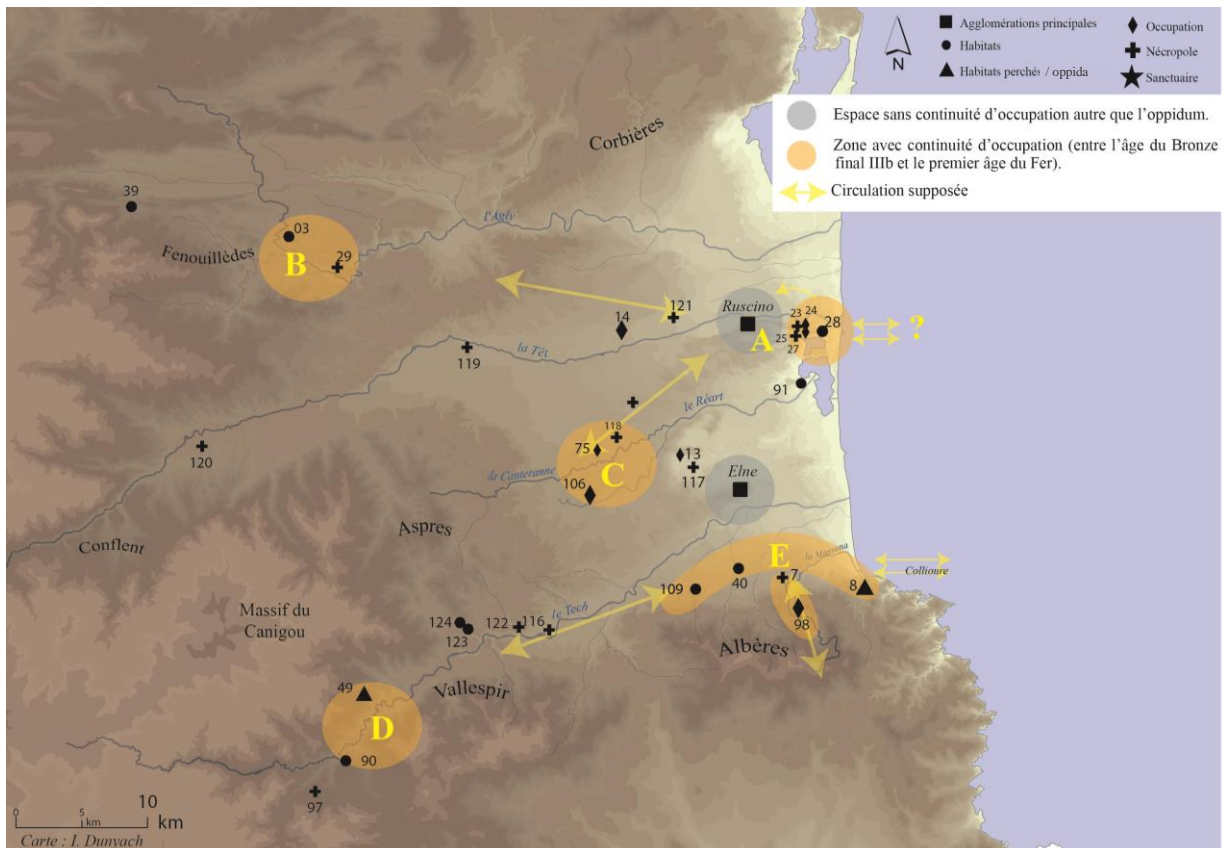 Agglomérations principales
Habitats
Habitats perchés / oppida
Occupation
Nécropole
Sanctuaire
N
Espace sans continuité d'occupation autre que l'oppidum.
Zone avec continuité d'occupation (entre l'âge du Bronze
final IIIb et le premier âge du Fer).
Circulation supposée
Corbières
39
03
Fenouillèdes
29
B
l'Agly
121
14
Ruscino
A
23
24
28
25
27
?
119
la Têt
91
le Réart
118
75
C
13
117
120
la Canteranne
106
Elne
Aspres
Conflent
E
la Massana
Collioure
109
40
7
8
98
Albères
le Tech
Massif du
Canigou
124
123
122
116
Vallespir
49
D
90
97
0
5
10
km
Carte : I. Dunyach